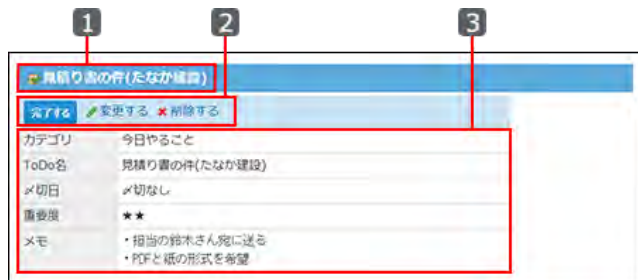 1 2 3
見積り書の件(たなか建設)
完了する 変更する 削除する
カテゴリ 今日やること
ToDo名 見積り書の件(たなか建設)
〆切日 〆切なし
重要度 ★★
メモ ・担当の鈴木さん宛に送る
・PDFと紙の形式を希望